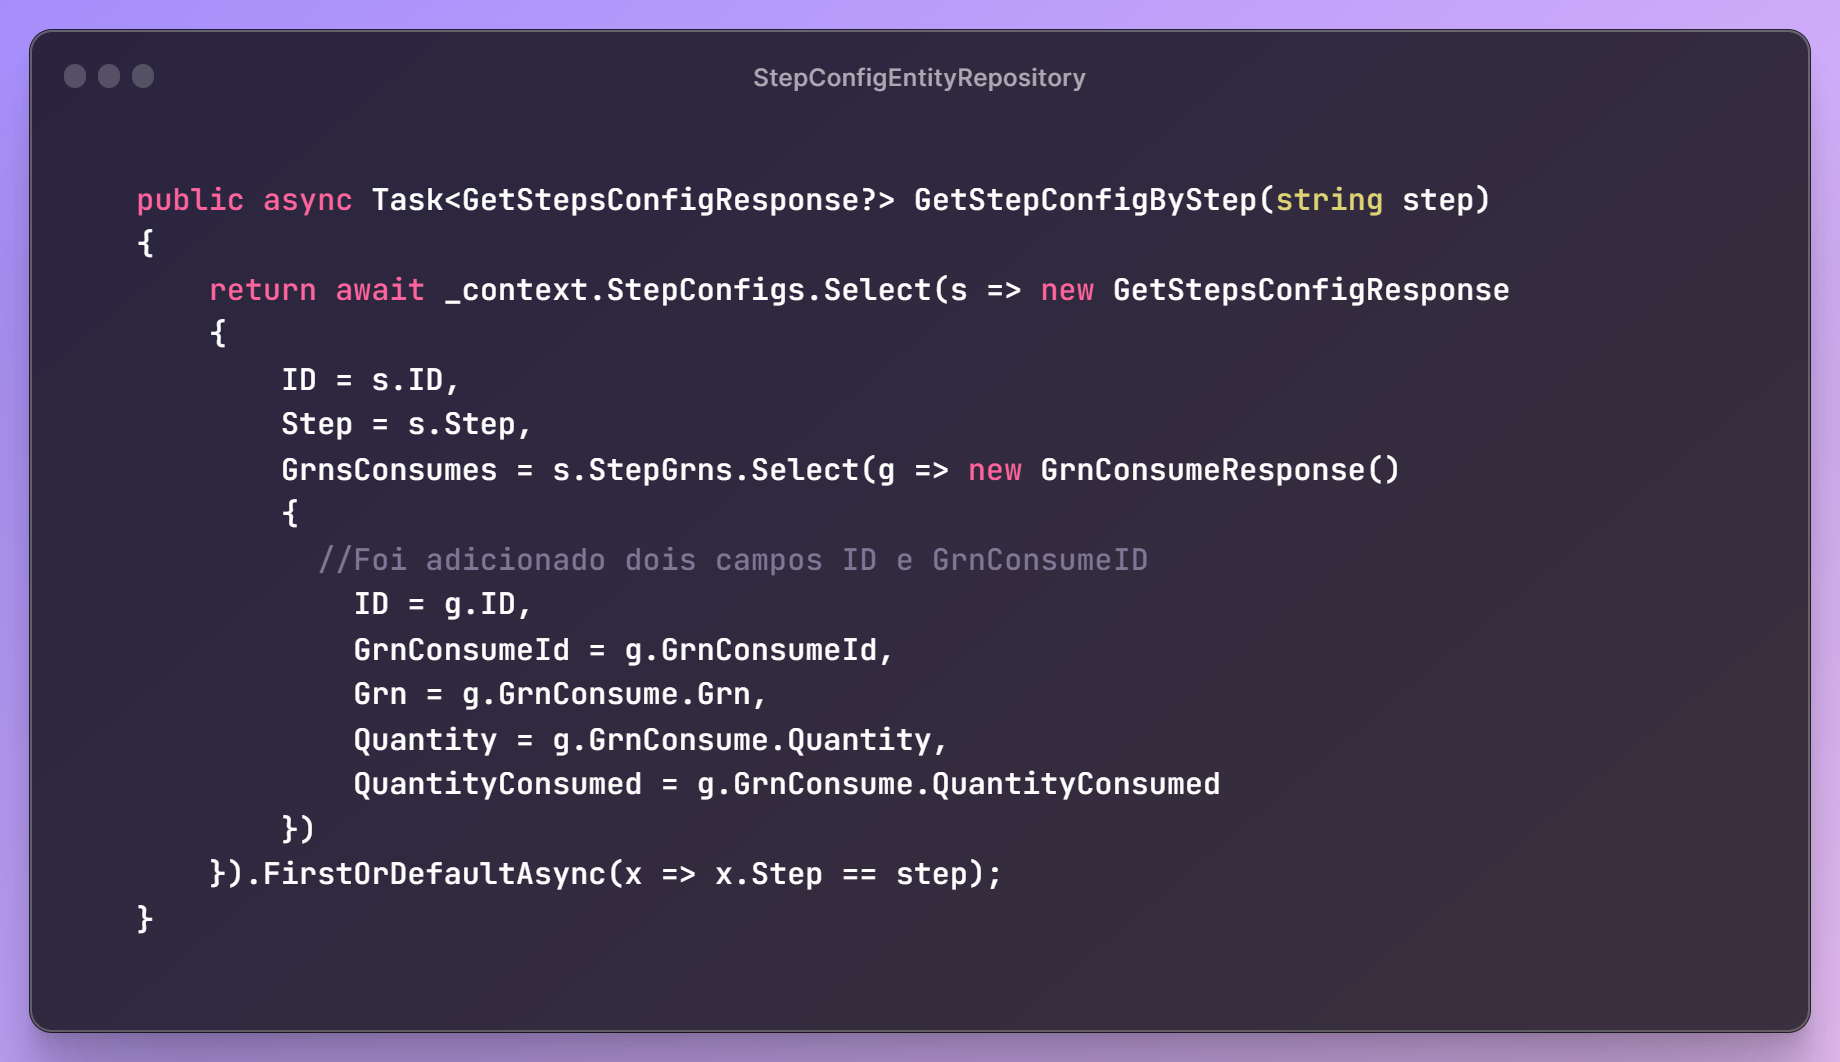 StepConfigEntityRepository
public async Task<GetStepsConfigResponse?> GetStepConfigByStep(string step)
{
    return await _context.StepConfigs.Select(s => new GetStepsConfigResponse
    {
        ID = s.ID,
        Step = s.Step,
        GrnsConsumes = s.StepGrns.Select(g => new GrnConsumeResponse()
        {
          //Foi adicionado dois campos ID e GrnConsumeID
            ID = g.ID,
            GrnConsumeId = g.GrnConsumeId,
            Grn = g.GrnConsume.Grn,
            Quantity = g.GrnConsume.Quantity,
            QuantityConsumed = g.GrnConsume.QuantityConsumed
        })
    }).FirstOrDefaultAsync(x => x.Step == step);
}